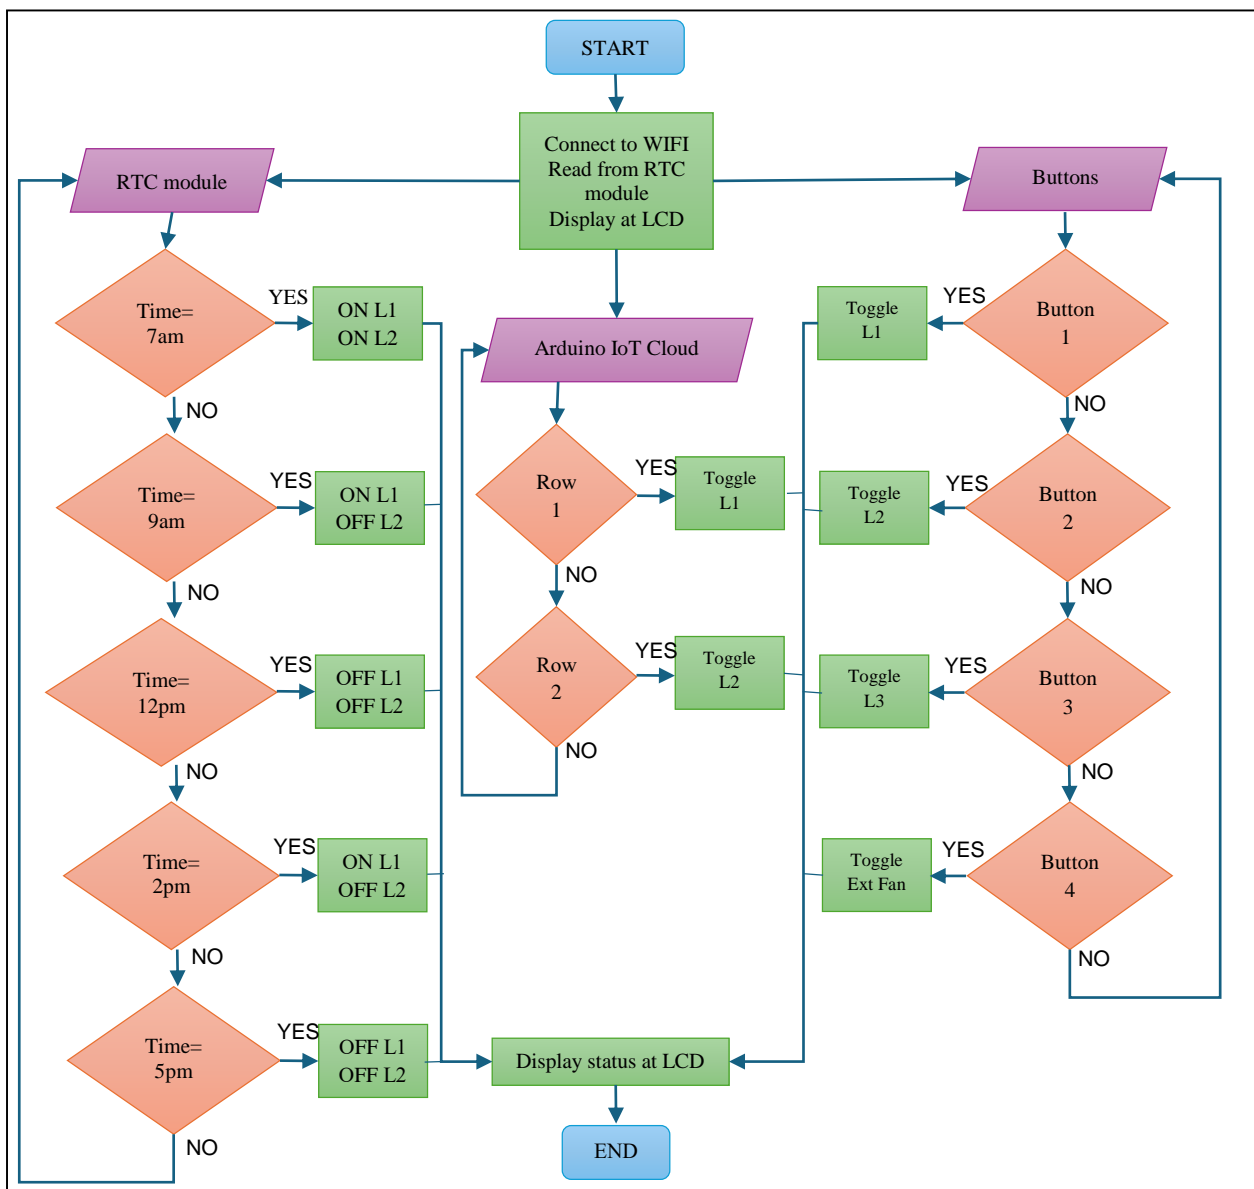 START
Connect to WIFI
Read from RTC
module
Display at LCD
RTC module
Time=
7am
YES
ON L1
ON L2
NO
Time=
9am
YES
ON L1
OFF L2
NO
Time=
12pm
YES
OFF L1
OFF L2
NO
Time=
2pm
YES
ON L1
OFF L2
NO
Time=
5pm
YES
OFF L1
OFF L2
NO
Arduino IoT Cloud
Row
1
YES
Toggle
L1
NO
Row
2
YES
Toggle
L2
NO
Buttons
Button
1
YES
Toggle
L1
NO
Button
2
YES
Toggle
L2
NO
Button
3
YES
Toggle
L3
NO
Button
4
YES
Toggle
Ext Fan
NO
Display status at LCD
END